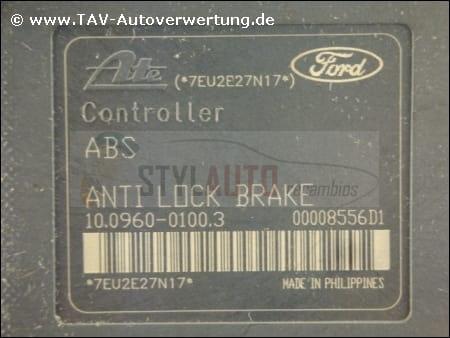 © www.TAV-Autoverwertung.de
Ate (*7EU2E27N17*) Ford
Controller
ABS
STYLAUTO
recambios
ANTI LOCK BRAKE
10.0960-0100.3 00008556D1
*7EU2E27N17* MADE IN PHILIPPINES